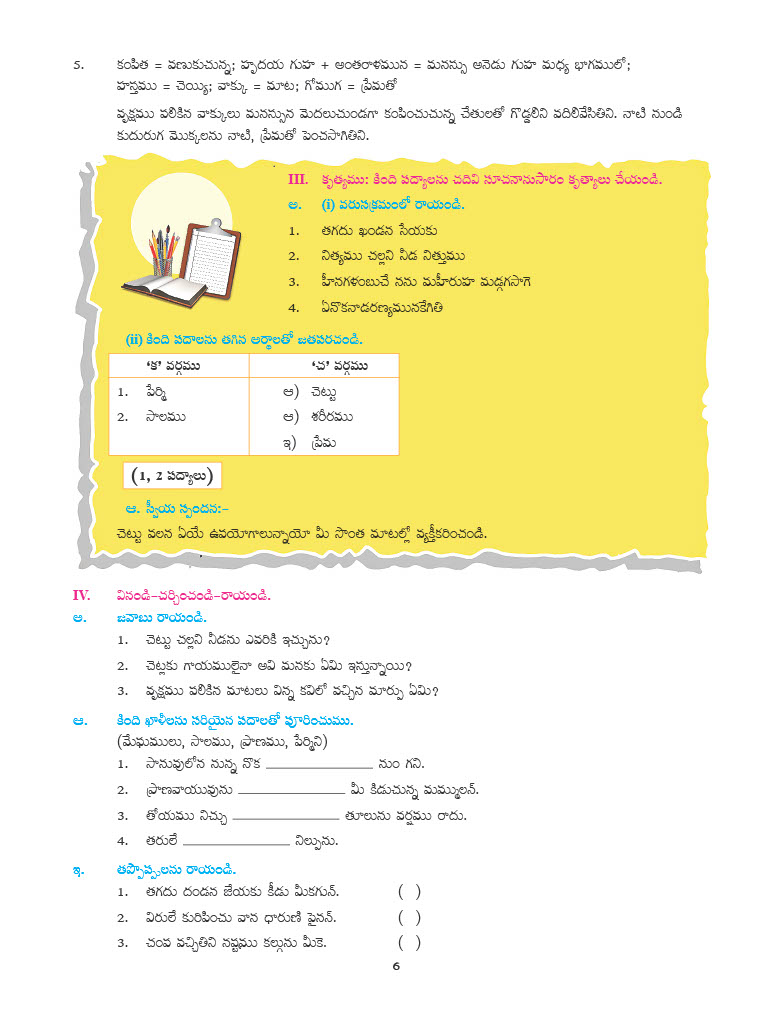 5. కంపిత = వణుకుచున్న; హృదయ గుహ + అంతరాళమున = మనస్సు అనెడు గుహ మధ్య భాగములో;
హస్తము = చెయ్యి; వాక్కు = మాట; గోముగ = ప్రేమతో
వృక్షము పలికిన వాక్కులు మనస్సున మెదలుచుండగా కంపించుచున్న చేతులతో గొడ్డలిని వదిలివేసితిని. నాటి నుండి
కుదురుగ మొక్కలను నాటి, ప్రేమతో పెంచసాగితిని.
III. కృత్యము: కింది పద్యాలను చదివి సూచనానుసారం కృత్యాలు చేయండి.
అ. (i) వరుసక్రమంలో రాయండి.
1. తగదు ఖండన సేయకు
2. నిత్యము చల్లని నీడ నిత్తుము
3. హీనగళంబుచే నను మహీరుహ మడ్గగసాగె
4. ఏనొకనాడరణ్యమునకేగితి
(ii) కింది పదాలను తగిన అర్థాలతో జతపరచండి.
'క' వర్గము 'చ' వర్గము
1. పేర్మి అ) చెట్టు
2. సాలము ఆ) శరీరము
ఇ) ప్రేమ
(1, 2 పద్యాలు)
ఆ. స్వీయ స్పందన:–
చెట్టు వలన ఏయే ఉపయోగాలున్నాయో మీ సొంత మాటల్లో వ్యక్తీకరించండి.
IV. వినండి–చర్చించండి–రాయండి.
అ. జవాబు రాయండి.
1. చెట్టు చల్లని నీడను ఎవరికి ఇచ్చును?
2. చెట్లకు గాయములైనా అవి మనకు ఏమి ఇస్తున్నాయి?
3. వృక్షము పలికిన మాటలు విన్న కవిలో వచ్చిన మార్పు ఏమి?
ఆ. కింది ఖాళీలను సరియైన పదాలతో పూరించుము.
(మేఘములు, సాలము, ప్రాణము, పేర్మిని)
1. సానువులోన నున్న నొక ____________ నుం గని.
2. ప్రాణవాయువును ____________ మీ కిడుచున్న మమ్ములన్.
3. తోయము నిచ్చు ____________ తూలును వర్షము రాదు.
4. తరులే ____________ నిల్పును.
ఇ. తప్పొప్పులను రాయండి.
1. తగదు దండన జేయకు కీడు మీకగున్. ( )
2. విరులే కురిపించు వాన ధారుణి పైనన్. ( )
3. చంప వచ్చితిని నష్టము కల్గును మీకె. ( )
6